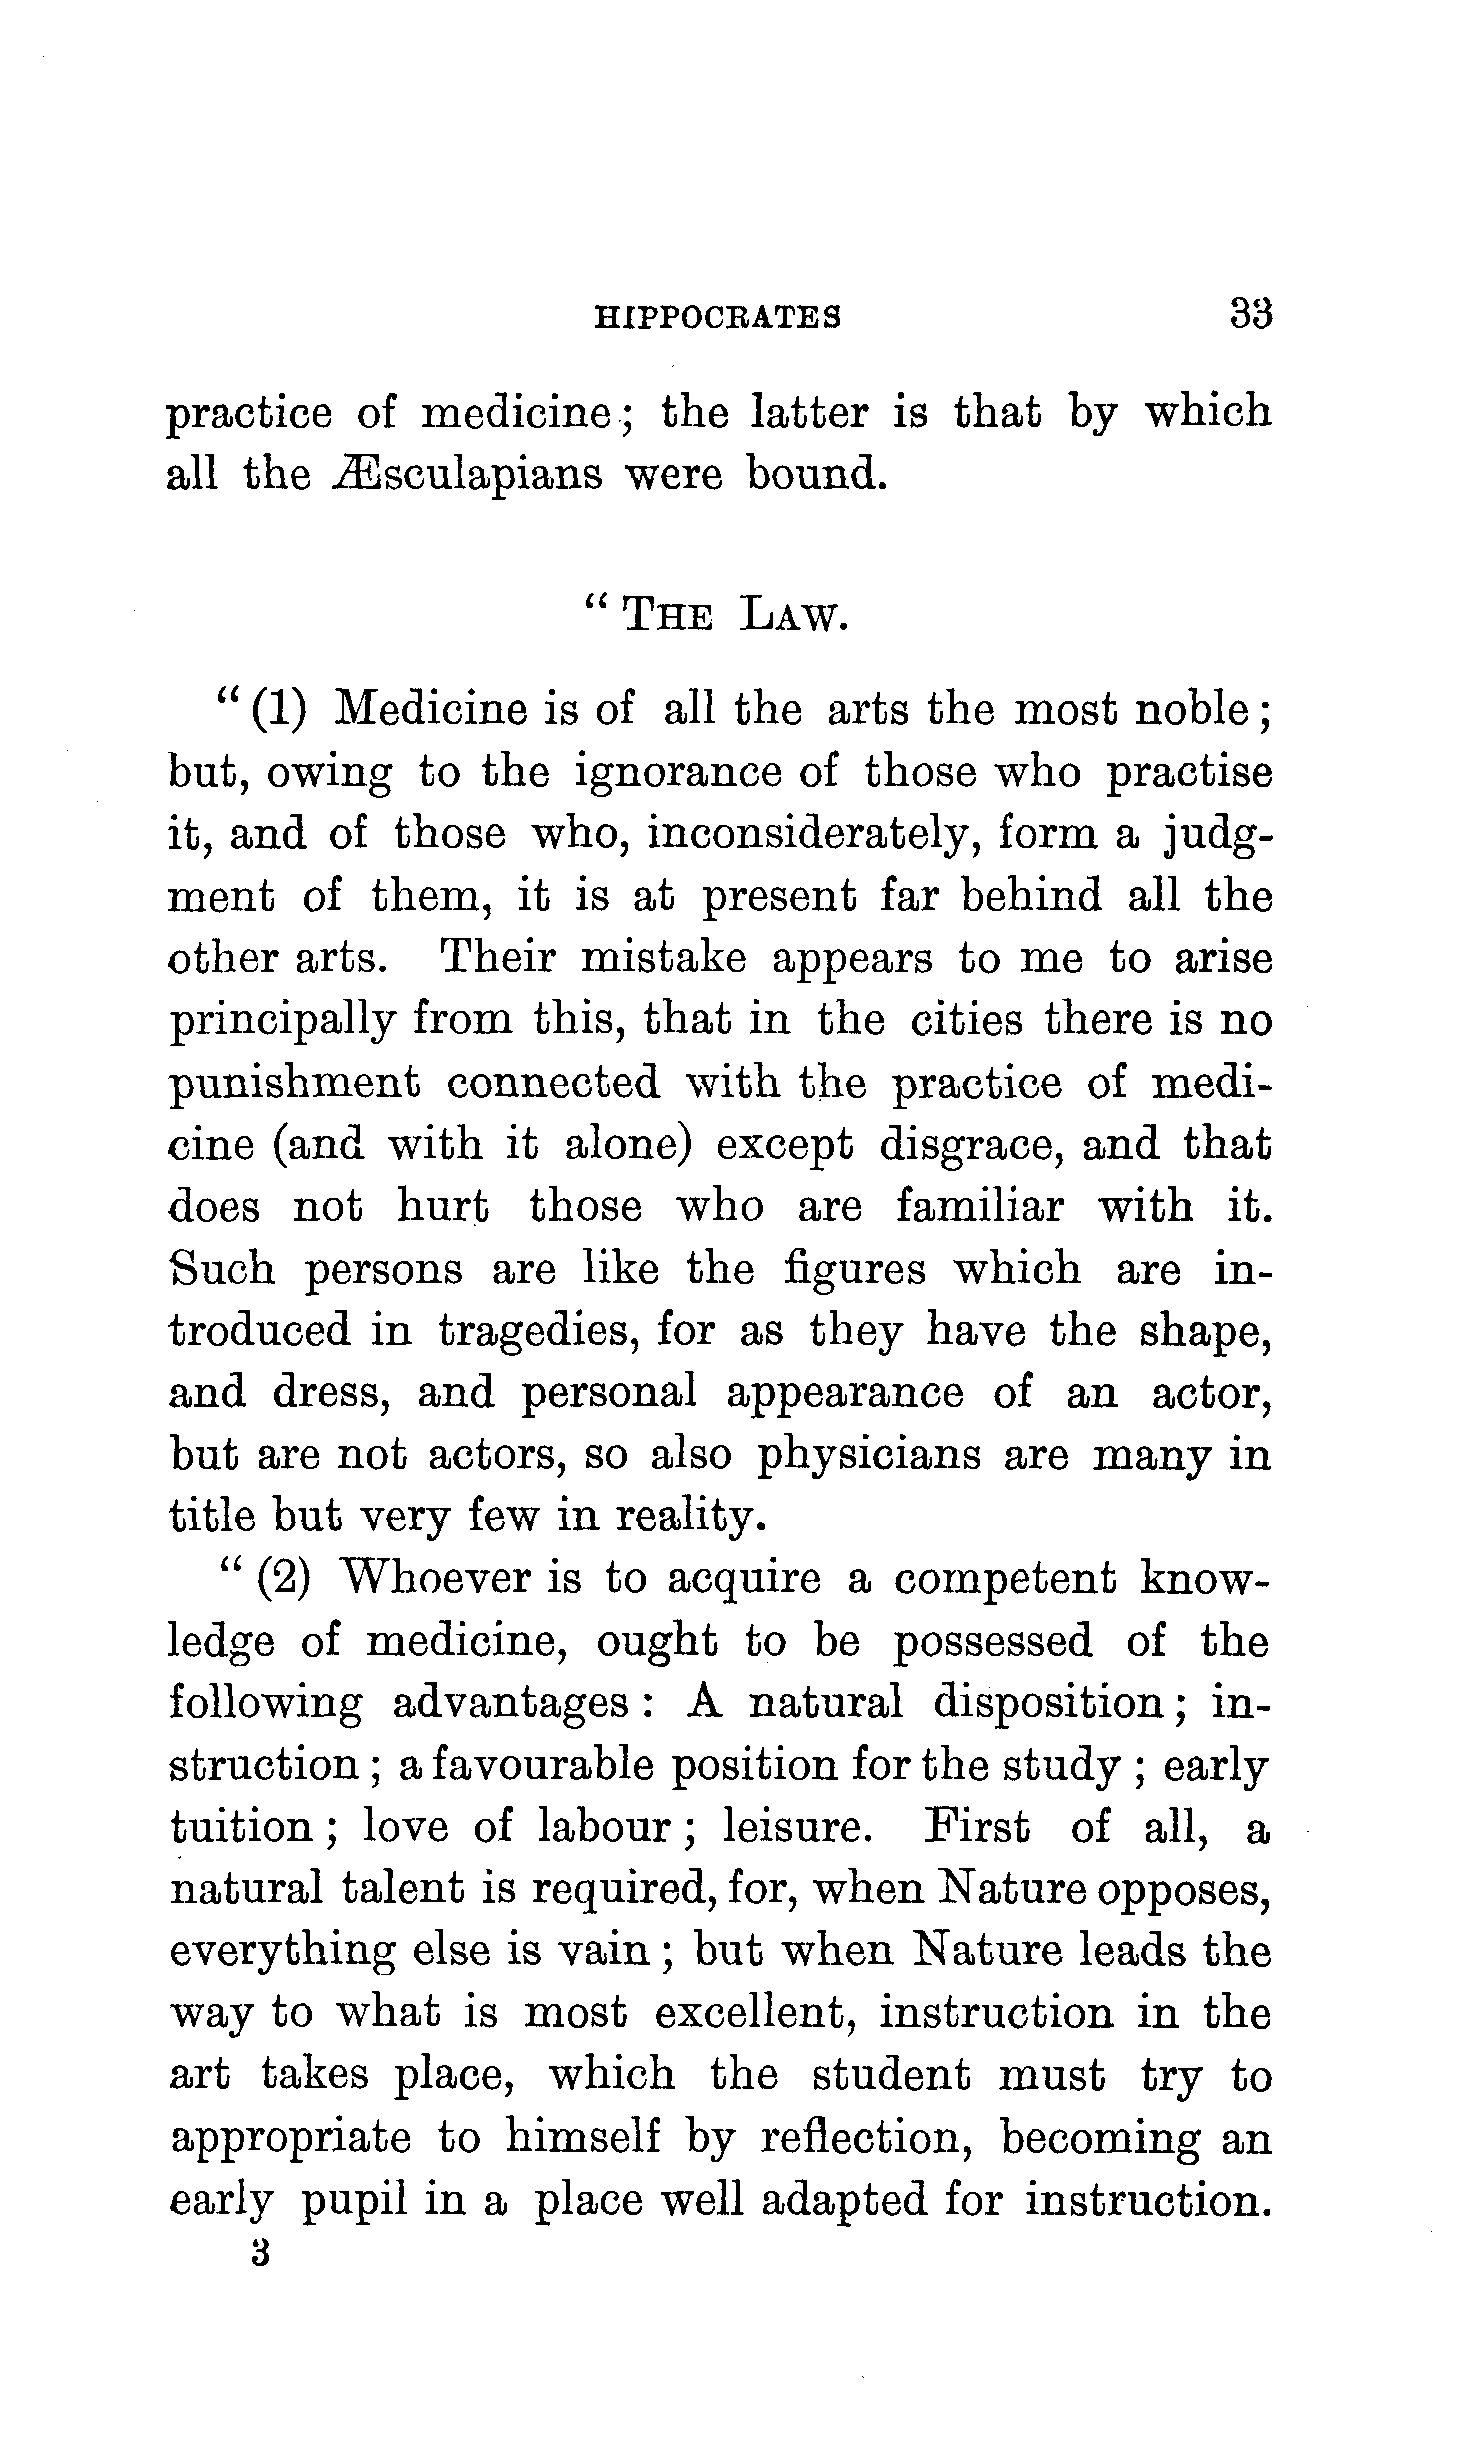 HIPPOCRATES 33
practice of medicine; the latter is that by which
all the Æsculapians were bound.
“ THE LAW.
“ (1) Medicine is of all the arts the most noble;
but, owing to the ignorance of those who practise
it, and of those who, inconsiderately, form a judg-
ment of them, it is at present far behind all the
other arts. Their mistake appears to me to arise
principally from this, that in the cities there is no
punishment connected with the practice of medi-
cine (and with it alone) except disgrace, and that
does not hurt those who are familiar with it.
Such persons are like the figures which are in-
troduced in tragedies, for as they have the shape,
and dress, and personal appearance of an actor,
but are not actors, so also physicians are many in
title but very few in reality.
“ (2) Whoever is to acquire a competent know-
ledge of medicine, ought to be possessed of the
following advantages: A natural disposition; in-
struction; a favourable position for the study; early
tuition; love of labour; leisure. First of all, a
natural talent is required, for, when Nature opposes,
everything else is vain; but when Nature leads the
way to what is most excellent, instruction in the
art takes place, which the student must try to
appropriate to himself by reflection, becoming an
early pupil in a place well adapted for instruction.
3